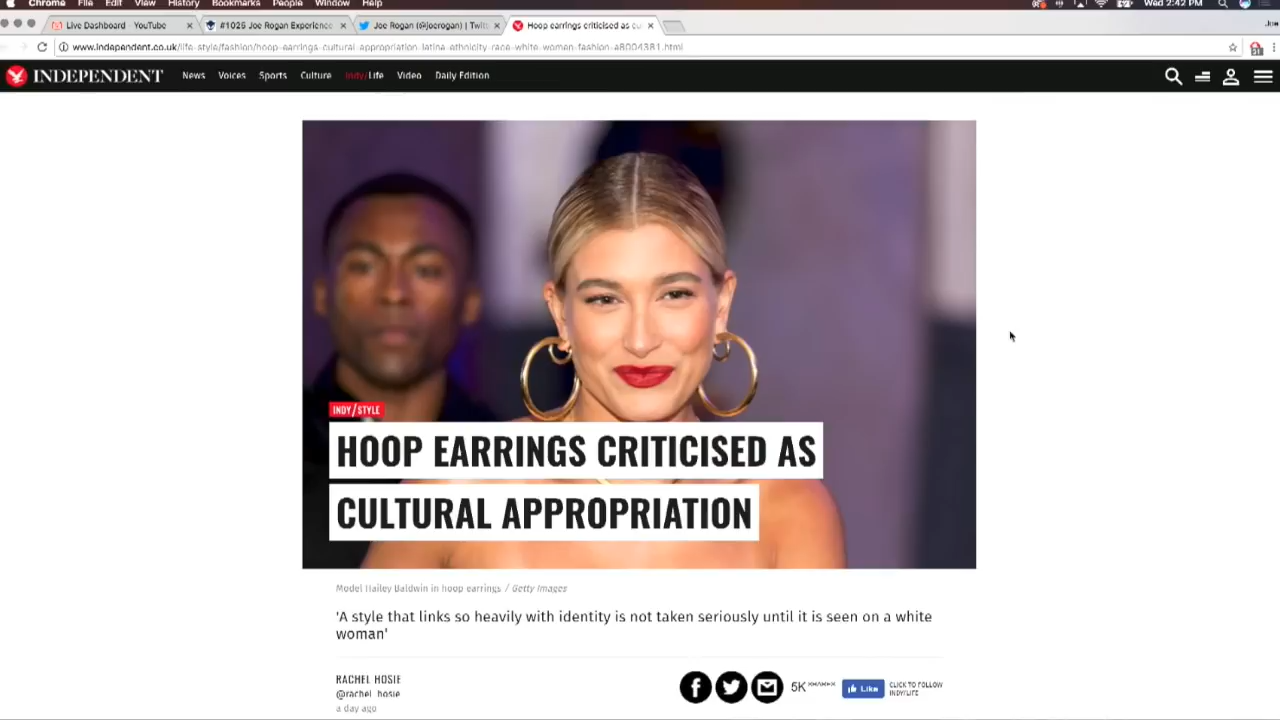 Chrome File Edit View History Bookmarks People Window Help Wed 2:42 PM
Live Dashboard - YouTube × #1025 Joe Rogan Experience × Joe Rogan (@joerogan) | Twitt × Hoop earrings criticised as cu × Joe
www.independent.co.uk/life-style/fashion/hoop-earrings-cultural-appropriation-latina-ethnicity-race-white-women-fashion-a8004381.html
INDEPENDENT News Voices Sports Culture Indy/Life Video Daily Edition
INDY/STYLE
HOOP EARRINGS CRITICISED AS
CULTURAL APPROPRIATION
Model Hailey Baldwin in hoop earrings / Getty Images
'A style that links so heavily with identity is not taken seriously until it is seen on a white
woman'
RACHEL HOSIE
@rachel_hosie
a day ago
5K Like
CLICK TO FOLLOW
INDY/LIFE